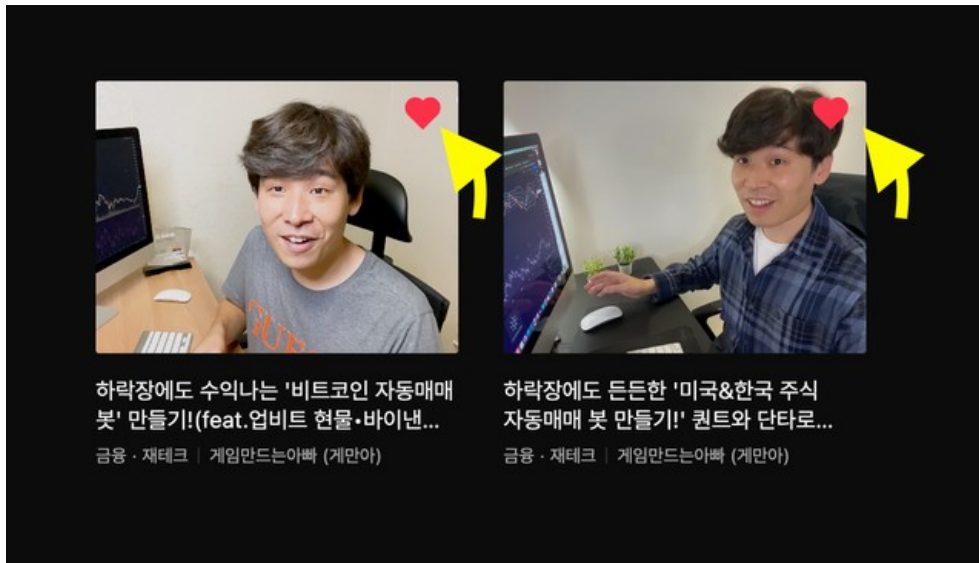 하락장에도 수익나는 '비트코인 자동매매
봇' 만들기!(feat.업비트 현물•바이낸...
금융 · 재테크 | 게임만드는아빠 (게만아)
하락장에도 든든한 '미국&한국 주식
자동매매 봇 만들기!' 퀀트와 단타로...
금융 · 재테크 | 게임만드는아빠 (게만아)